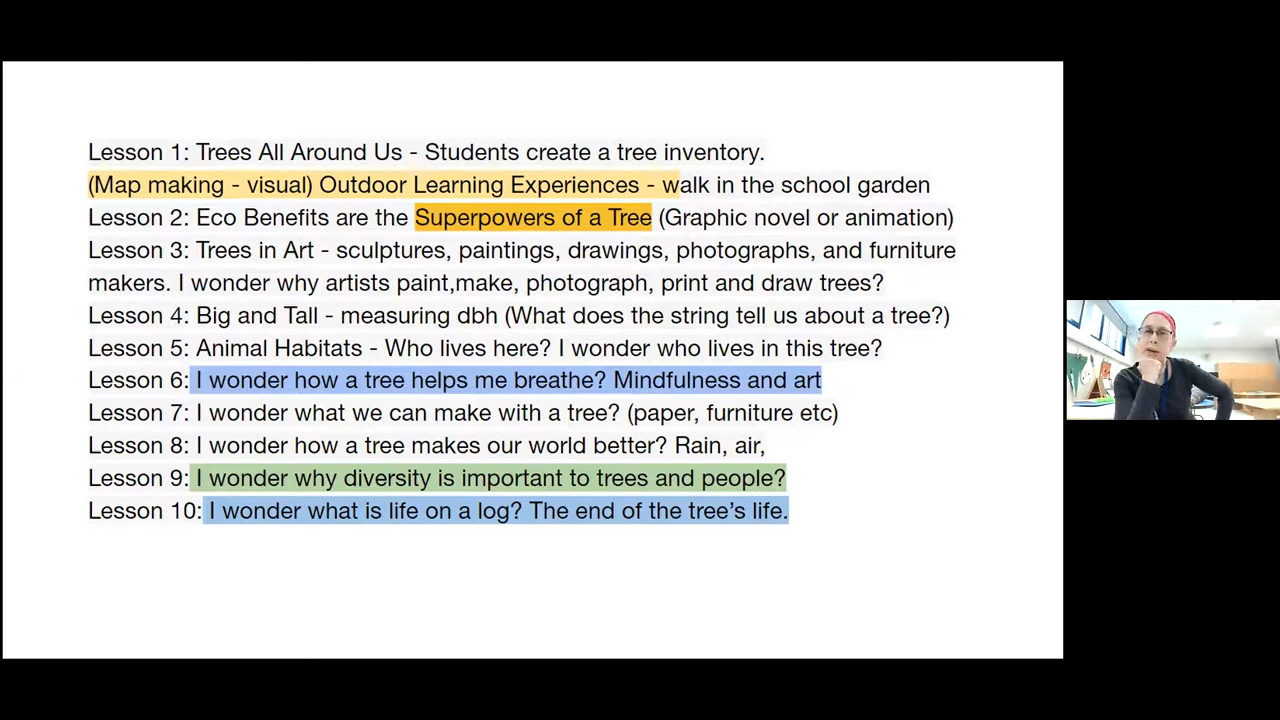 Lesson 1: Trees All Around Us - Students create a tree inventory.
(Map making - visual) Outdoor Learning Experiences - walk in the school garden
Lesson 2: Eco Benefits are the Superpowers of a Tree (Graphic novel or animation)
Lesson 3: Trees in Art - sculptures, paintings, drawings, photographs, and furniture
makers. I wonder why artists paint,make, photograph, print and draw trees?
Lesson 4: Big and Tall - measuring dbh (What does the string tell us about a tree?)
Lesson 5: Animal Habitats - Who lives here? I wonder who lives in this tree?
Lesson 6: I wonder how a tree helps me breathe? Mindfulness and art
Lesson 7: I wonder what we can make with a tree? (paper, furniture etc)
Lesson 8: I wonder how a tree makes our world better? Rain, air,
Lesson 9: I wonder why diversity is important to trees and people?
Lesson 10: I wonder what is life on a log? The end of the tree’s life.